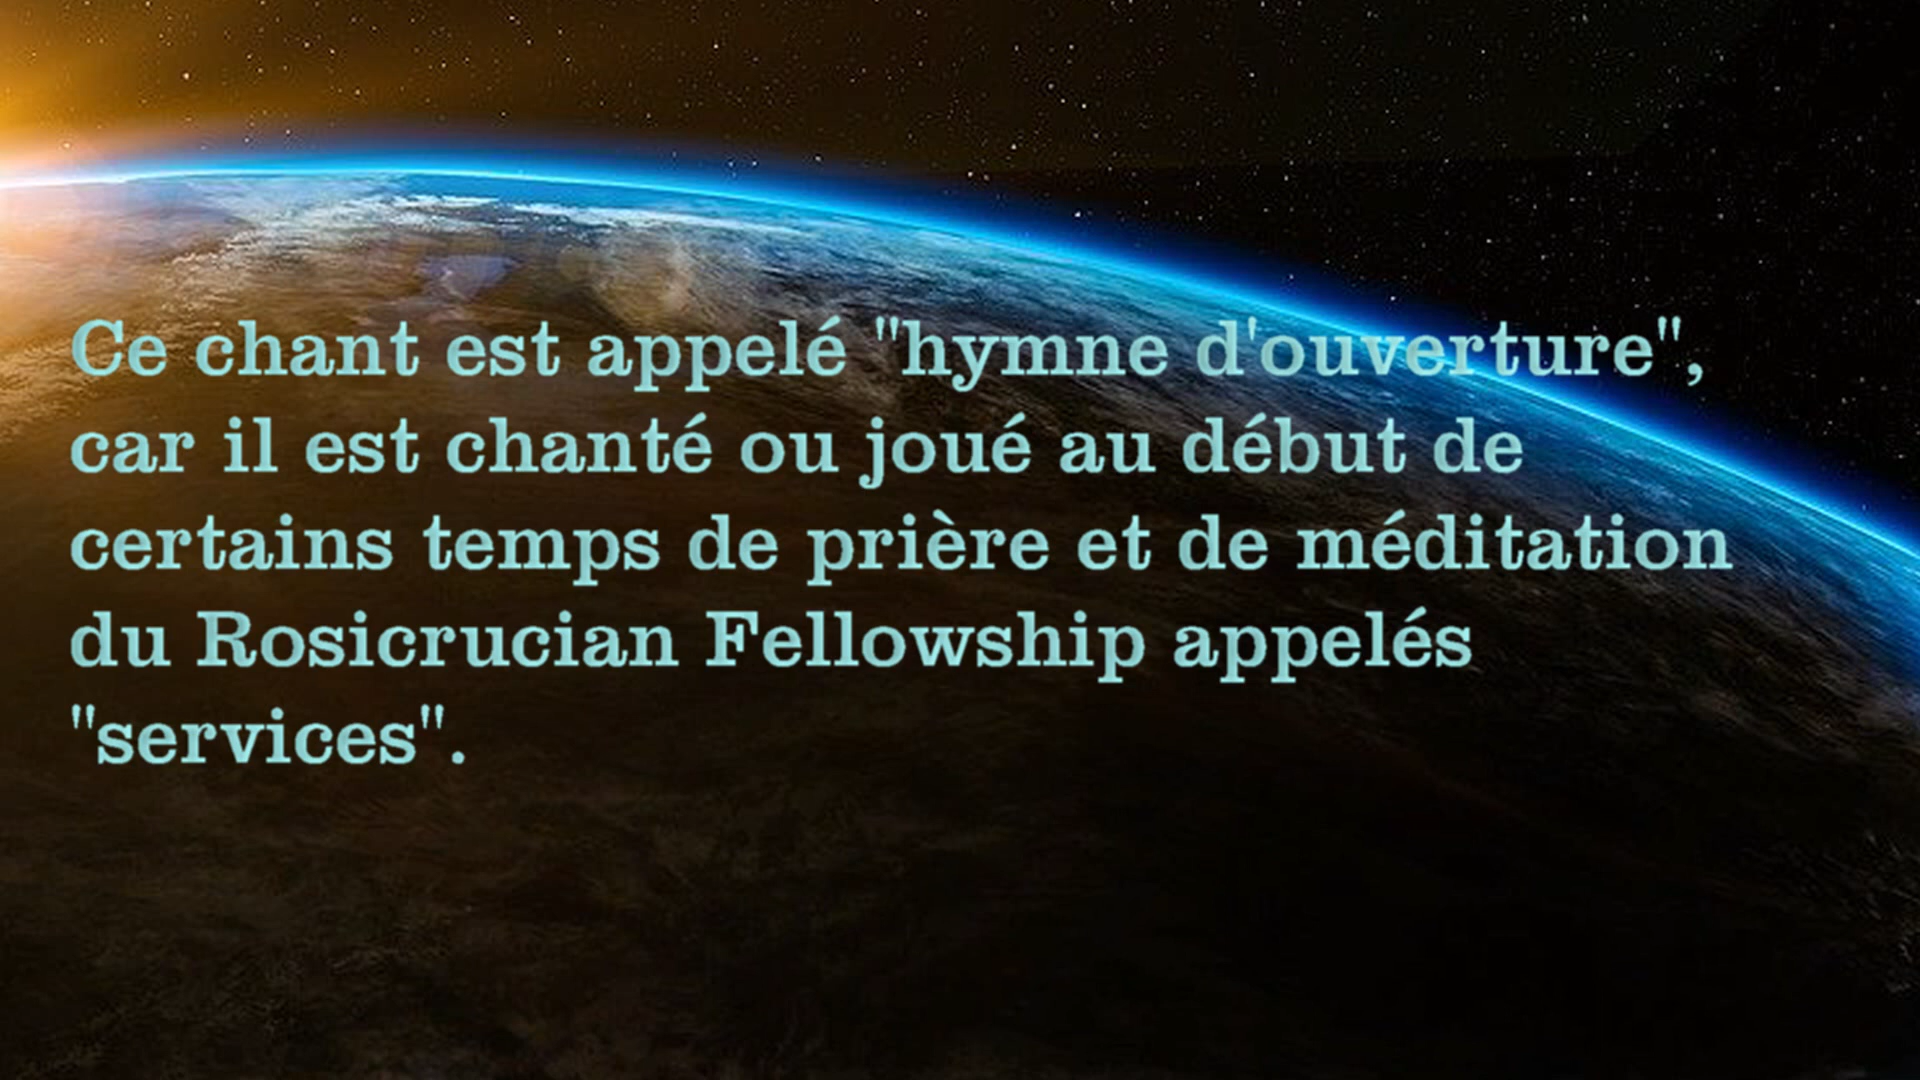 Ce chant est appelé "hymne d'ouverture",
car il est chanté ou joué au début de
certains temps de prière et de méditation
du Rosicrucian Fellowship appelés
"services".